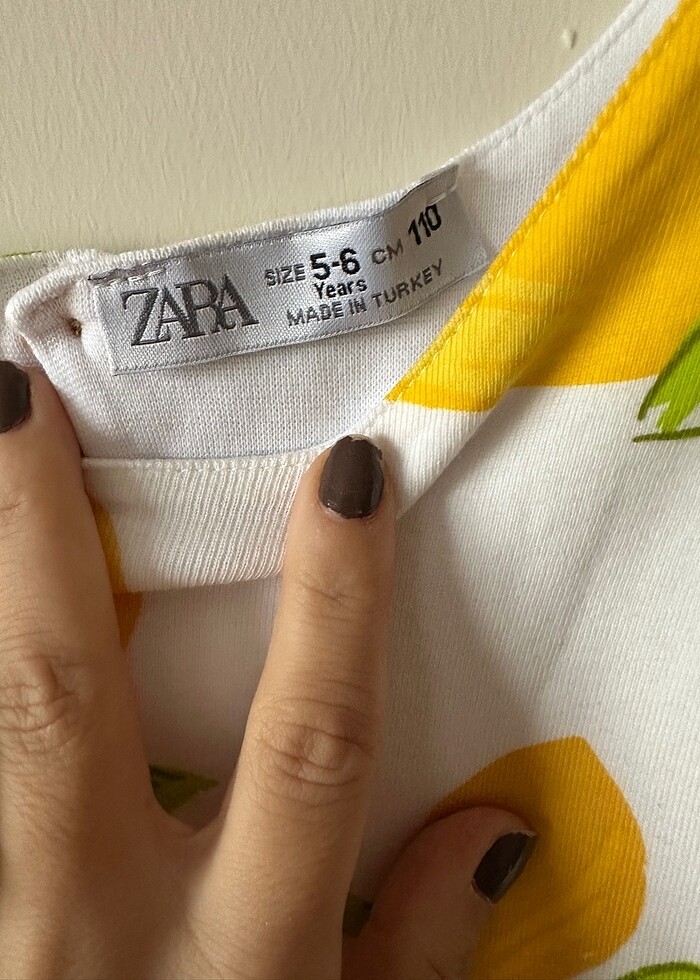 ZARA
SIZE 5-6 CM 110
Years
MADE IN TURKEY